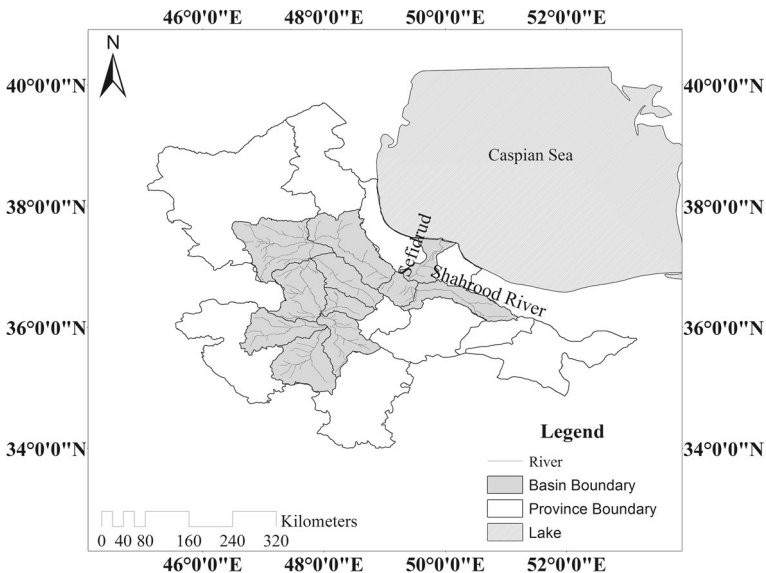 46°0'0"E 48°0'0"E 50°0'0"E 52°0'0"E
N
40°0'0"N 40°0'0"N
Caspian Sea
38°0'0"N 38°0'0"N
Sefidrud
Shahrood River
36°0'0"N 36°0'0"N
34°0'0"N 34°0'0"N
Legend
River
Basin Boundary
Province Boundary
Lake
Kilometers
0 40 80 160 240 320
46°0'0"E 48°0'0"E 50°0'0"E 52°0'0"E